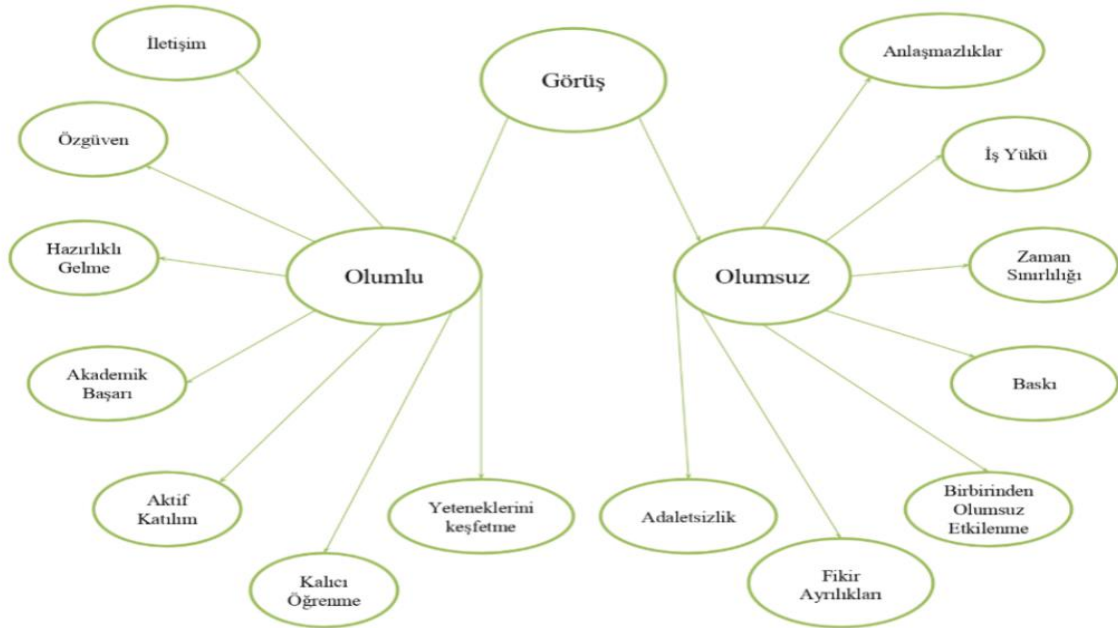 Görüş
Olumlu
İletişim
Özgüven
Hazırlıklı
Gelme
Akademik
Başarı
Aktif
Katılım
Kalıcı
Öğrenme
Yeteneklerini
keşfetme
Olumsuz
Anlaşmazlıklar
İş Yükü
Zaman
Sınırlılığı
Baskı
Birbirinden
Olumsuz
Etkilenme
Fikir
Ayrılıkları
Adaletsizlik